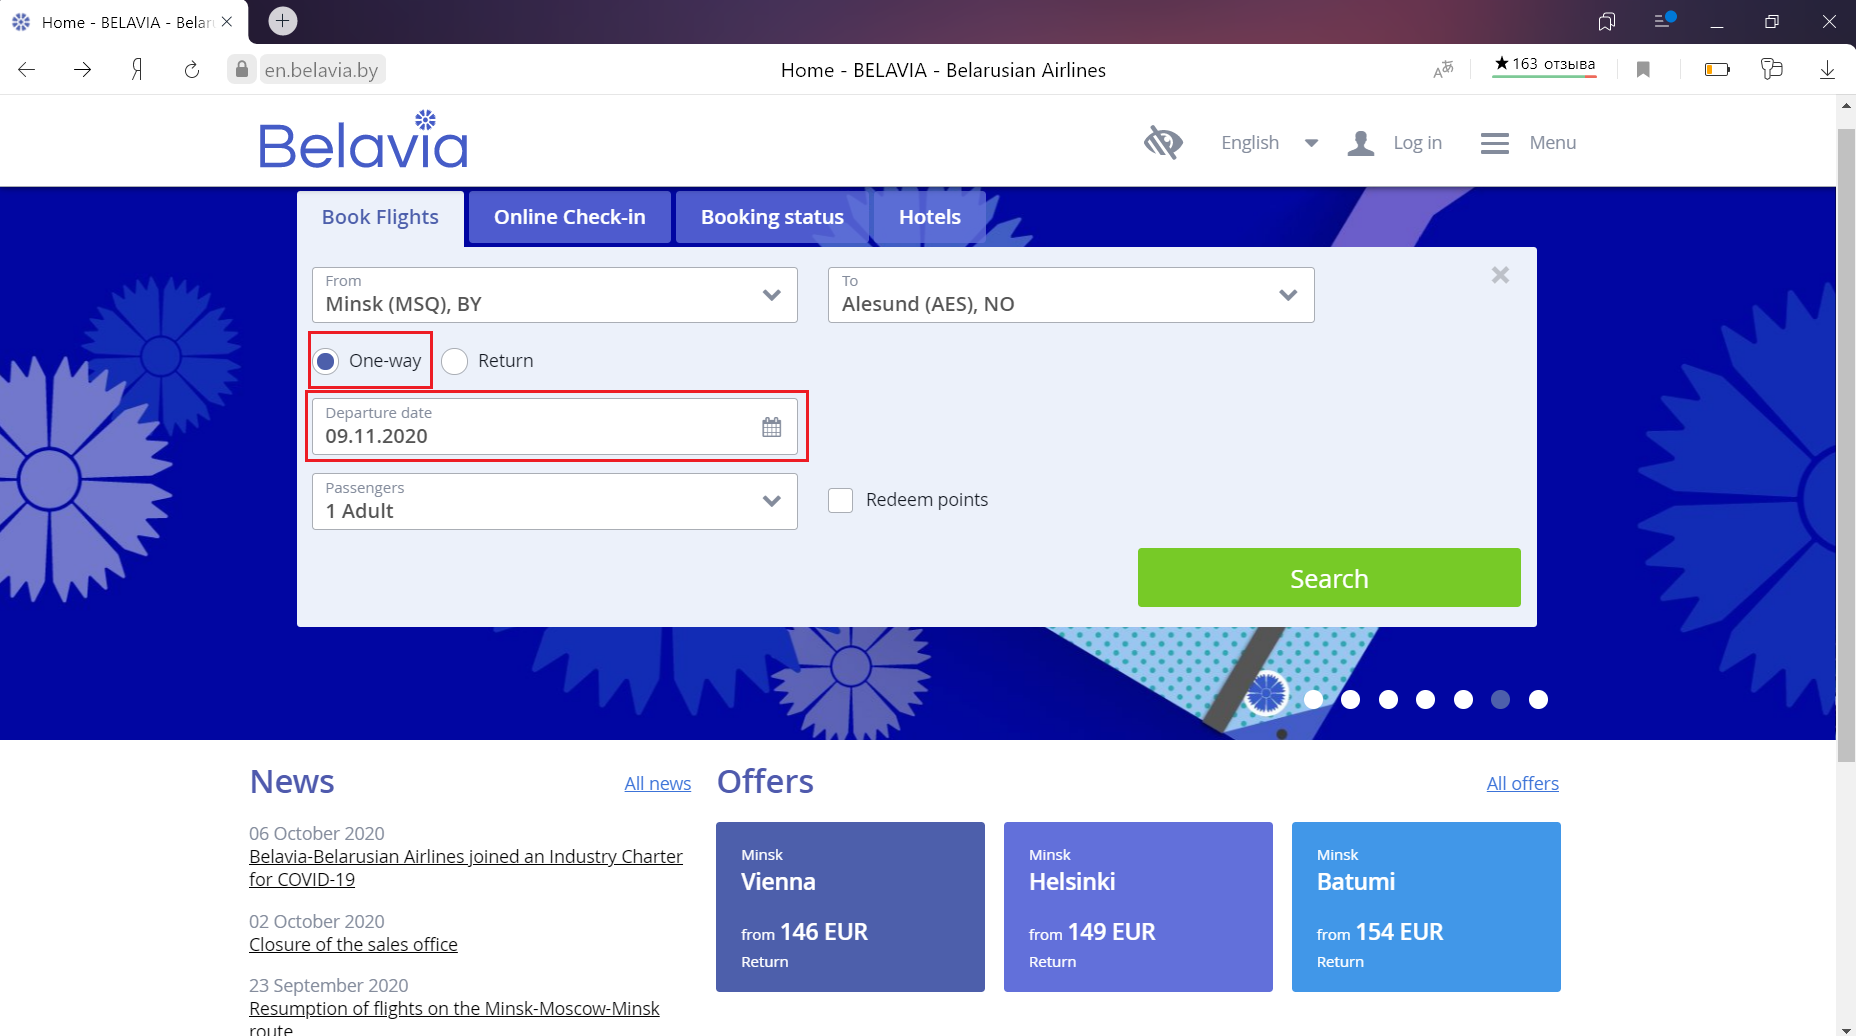 Home - BELAVIA - Belar
en.belavia.by
Home - BELAVIA - Belarusian Airlines
★ 163 отзыва
Belavia
English
Log in
Menu
Book Flights
Online Check-in
Booking status
Hotels
From
Minsk (MSQ), BY
To
Alesund (AES), NO
One-way
Return
Departure date
09.11.2020
Passengers
1 Adult
Redeem points
Search
News
All news
06 October 2020
Belavia-Belarusian Airlines joined an Industry Charter
for COVID-19
02 October 2020
Closure of the sales office
23 September 2020
Resumption of flights on the Minsk-Moscow-Minsk
route
Offers
All offers
Minsk
Vienna
from 146 EUR
Return
Minsk
Helsinki
from 149 EUR
Return
Minsk
Batumi
from 154 EUR
Return